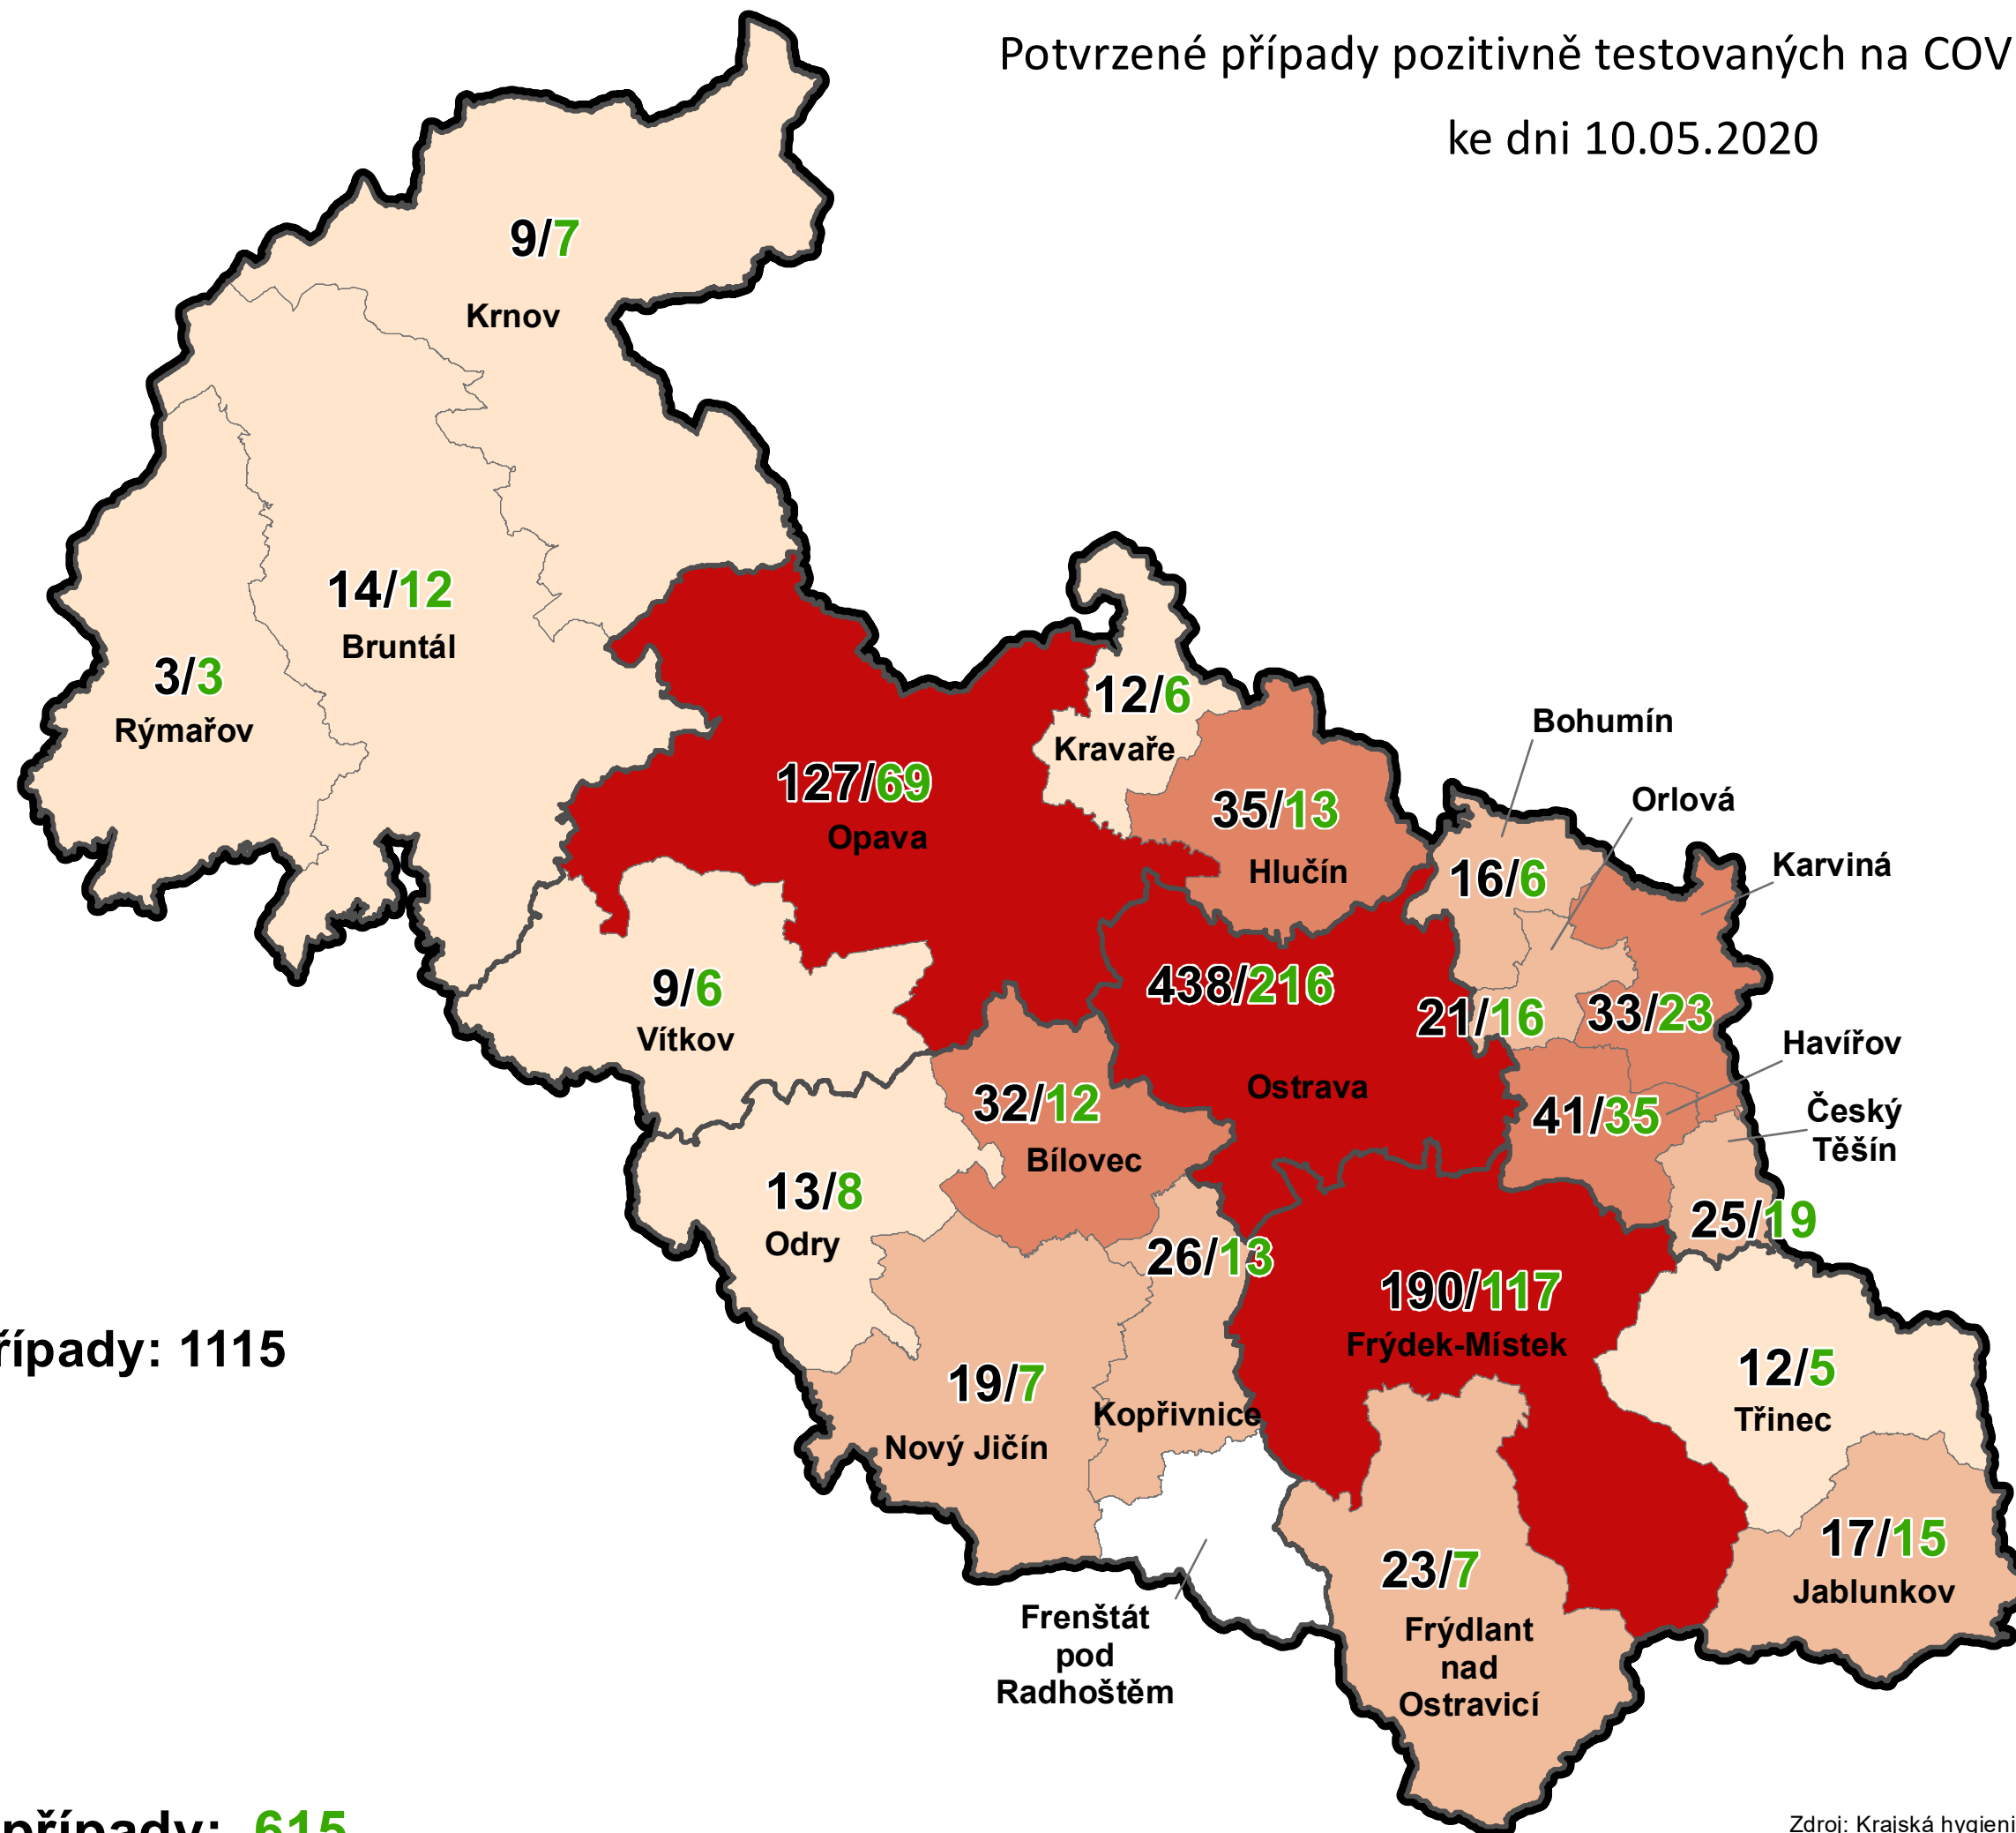 Potvrzené případy pozitivně testovaných na COV
ke dni 10.05.2020
9/7
Krnov
14/12
Bruntál
3/3
Rýmařov
12/6
Kravaře
127/69
Opava
35/13
Hlučín
Bohumín
16/6
Orlová
21/16
Karviná
33/23
Havířov
41/35
Český
Těšín
25/19
438/216
Ostrava
9/6
Vítkov
32/12
Bílovec
13/8
Odry
26/13
Kopřivnice
19/7
Nový Jičín
190/117
Frýdek-Místek
12/5
Třinec
17/15
Jablunkov
23/7
Frýdlant
nad
Ostravicí
Frenštát
pod
Radhoštěm
řípady: 1115
případy: 615
Zdroj: Krajská hygieni